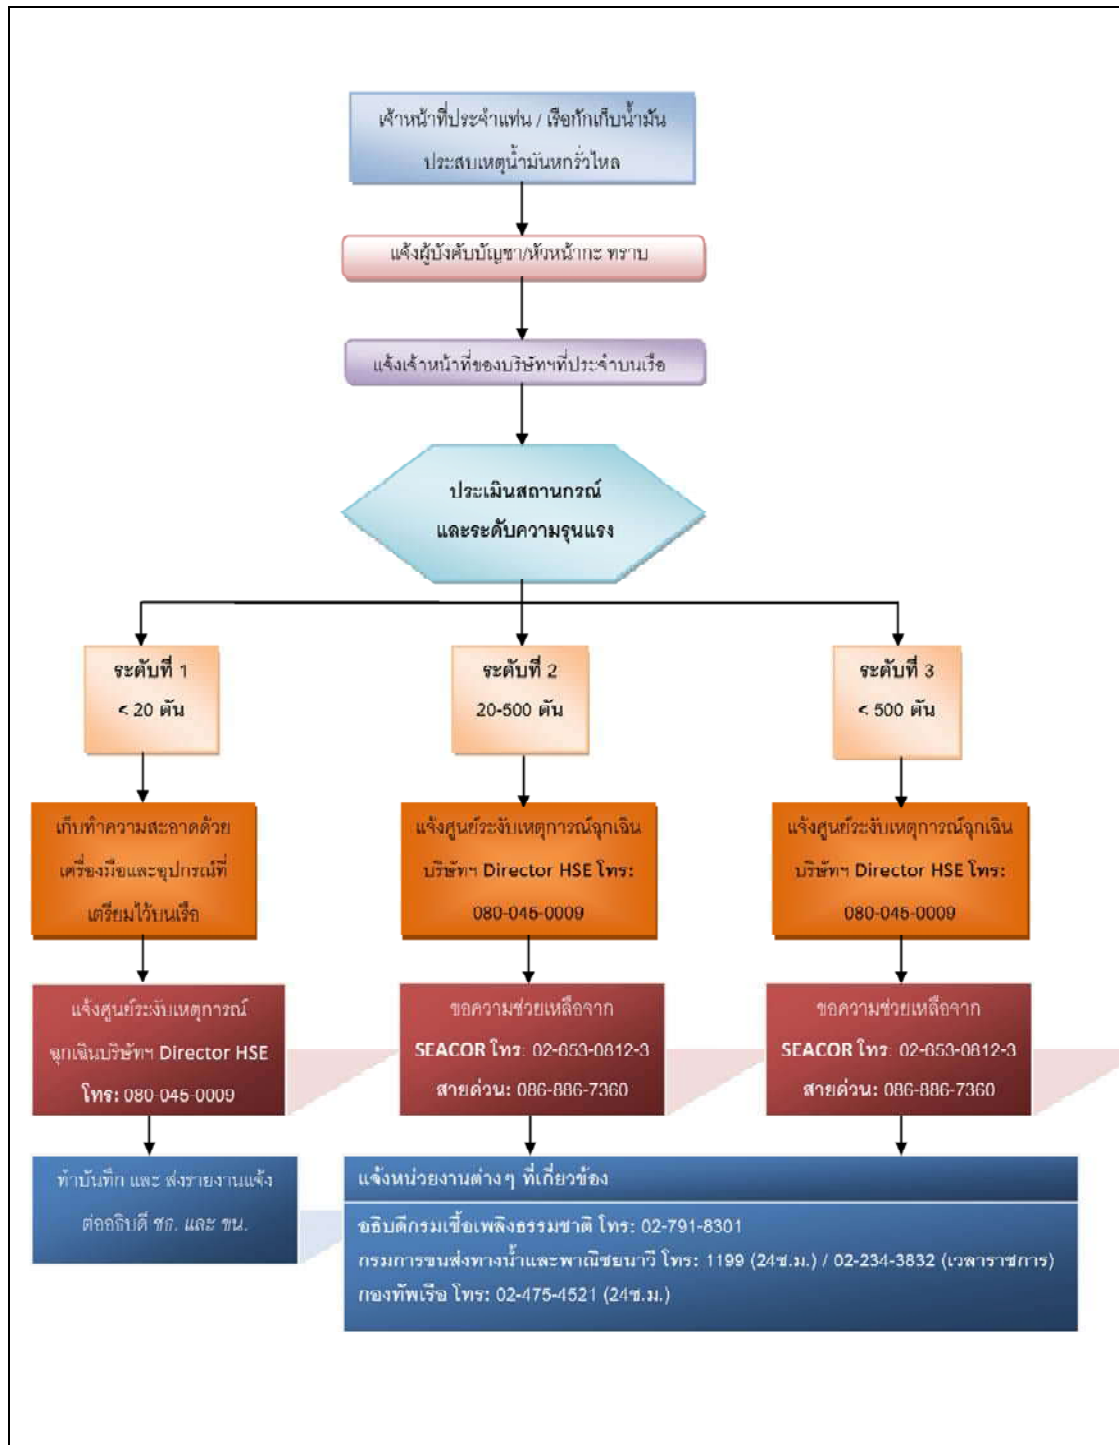 เจ้าหน้าที่ประจำแท่น / เรือกักเก็บน้ำมัน
ประสบเหตุน้ำมันหกรั่วไหล
แจ้งผู้บังคับบัญชา/หัวหน้ากะ ทราบ
แจ้งเจ้าหน้าที่ของบริษัทฯที่ประจำบนเรือ
ประเมินสถานกรณ์
และระดับความรุนแรง
ระดับที่ 1
< 20 ตัน
ระดับที่ 2
20-500 ตัน
ระดับที่ 3
< 500 ตัน
เก็บทำความสะอาดด้วย
เครื่องมือและอุปกรณ์ที่
เตรียมไว้บนเรือ
แจ้งศูนย์ระงับเหตุการณ์ฉุกเฉิน
บริษัทฯ Director HSE โทร:
080-045-0009
แจ้งศูนย์ระงับเหตุการณ์ฉุกเฉิน
บริษัทฯ Director HSE โทร:
080-045-0009
แจ้งศูนย์ระงับเหตุการณ์
ฉุกเฉินบริษัทฯ Director HSE
โทร: 080-045-0009
ขอความช่วยเหลือจาก
SEACOR โทร: 02-653-0812-3
สายด่วน: 086-886-7360
ขอความช่วยเหลือจาก
SEACOR โทร: 02-653-0812-3
สายด่วน: 086-886-7360
ทำบันทึก และ ส่งรายงานแจ้ง
ต่ออธิบดี ชธ. และ ขน.
แจ้งหน่วยงานต่างๆ ที่เกี่ยวข้อง
อธิบดีกรมเชื้อเพลิงธรรมชาติ โทร: 02-791-8301
กรมการขนส่งทางน้ำและพาณิชยนาวี โทร: 1199 (24ช.ม.) / 02-234-3832 (เวลาราชการ)
กองทัพเรือ โทร: 02-475-4521 (24ช.ม.)